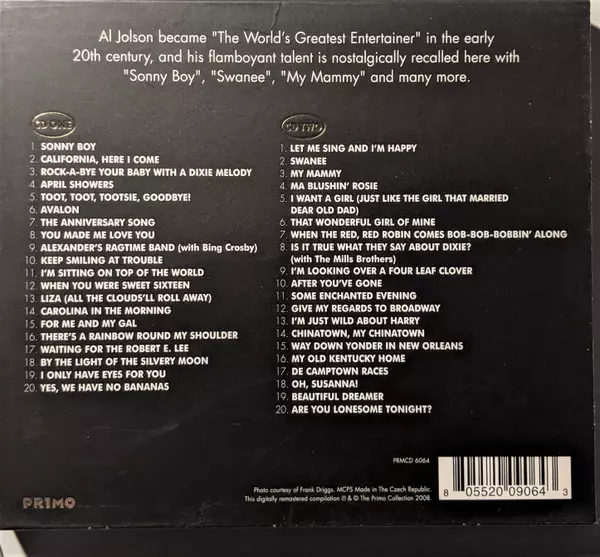 Al Jolson became "The World's Greatest Entertainer" in the early
20th century, and his flamboyant talent is nostalgically recalled here with
"Sonny Boy", "Swanee", "My Mammy" and many more.
CD ONE
1. SONNY BOY
2. CALIFORNIA, HERE I COME
3. ROCK-A-BYE YOUR BABY WITH A DIXIE MELODY
4. APRIL SHOWERS
5. TOOT, TOOT, TOOTSIE, GOODBYE!
6. AVALON
7. THE ANNIVERSARY SONG
8. YOU MADE ME LOVE YOU
9. ALEXANDER'S RAGTIME BAND (with Bing Crosby)
10. KEEP SMILING AT TROUBLE
11. I'M SITTING ON TOP OF THE WORLD
12. WHEN YOU WERE SWEET SIXTEEN
13. LIZA (ALL THE CLOUDS'LL ROLL AWAY)
14. CAROLINA IN THE MORNING
15. FOR ME AND MY GAL
16. THERE'S A RAINBOW ROUND MY SHOULDER
17. WAITING FOR THE ROBERT E. LEE
18. BY THE LIGHT OF THE SILVERY MOON
19. I ONLY HAVE EYES FOR YOU
20. YES, WE HAVE NO BANANAS
CD TWO
1. LET ME SING AND I'M HAPPY
2. SWANEE
3. MY MAMMY
4. MA BLUSHIN' ROSIE
5. I WANT A GIRL (JUST LIKE THE GIRL THAT MARRIED
DEAR OLD DAD)
6. THAT WONDERFUL GIRL OF MINE
7. WHEN THE RED, RED ROBIN COMES BOB-BOB-BOBBIN' ALONG
8. IS IT TRUE WHAT THEY SAY ABOUT DIXIE?
(with The Mills Brothers)
9. I'M LOOKING OVER A FOUR LEAF CLOVER
10. AFTER YOU'VE GONE
11. SOME ENCHANTED EVENING
12. GIVE MY REGARDS TO BROADWAY
13. I'M JUST WILD ABOUT HARRY
14. CHINATOWN, MY CHINATOWN
15. WAY DOWN YONDER IN NEW ORLEANS
16. MY OLD KENTUCKY HOME
17. DE CAMPTOWN RACES
18. OH, SUSANNA!
19. BEAUTIFUL DREAMER
20. ARE YOU LONESOME TONIGHT?
PRMCD 6064
Photo courtesy of Frank Driggs. MCPS Made in The Czech Republic.
This digitally remastered compilation ℗ & © The Primo Collection 2008.
8 05520 09064 3
PR1MO